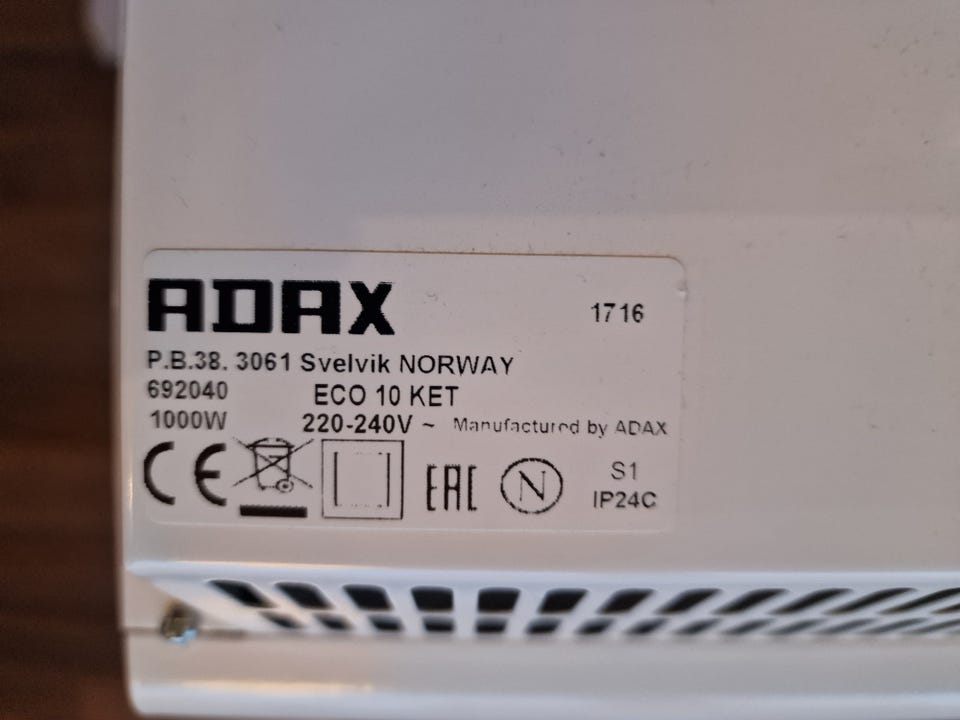 ADAX
1716
P.B.38. 3061 Svelvik NORWAY
692040 ECO 10 KET
1000W 220-240V ~ Manufactured by ADAX
CE EAC N S1
IP24C